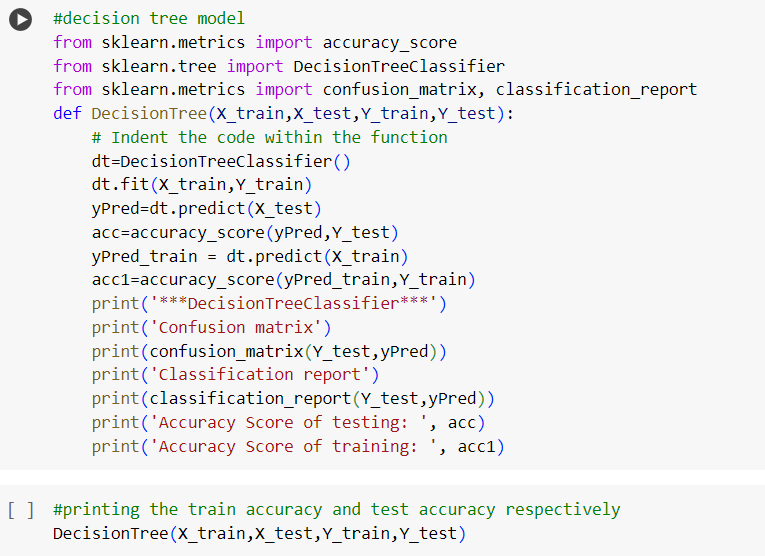 #decision tree model
from sklearn.metrics import accuracy_score
from sklearn.tree import DecisionTreeClassifier
from sklearn.metrics import confusion_matrix, classification_report
def DecisionTree(X_train,X_test,Y_train,Y_test):
    # Indent the code within the function
    dt=DecisionTreeClassifier()
    dt.fit(X_train,Y_train)
    yPred=dt.predict(X_test)
    acc=accuracy_score(yPred,Y_test)
    yPred_train = dt.predict(X_train)
    acc1=accuracy_score(yPred_train,Y_train)
    print('***DecisionTreeClassifier***')
    print('Confusion matrix')
    print(confusion_matrix(Y_test,yPred))
    print('Classification report')
    print(classification_report(Y_test,yPred))
    print('Accuracy Score of testing: ', acc)
    print('Accuracy Score of training: ', acc1)
[ ] #printing the train accuracy and test accuracy respectively
DecisionTree(X_train,X_test,Y_train,Y_test)